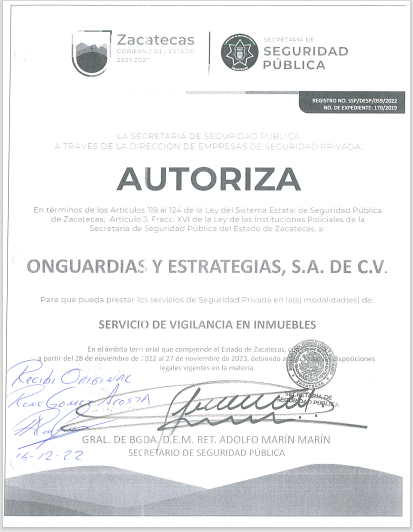 Zacatecas
GOBIERNO DEL ESTADO
2021-2027
SECRETARÍA DE
SEGURIDAD
PÚBLICA
REGISTRO NO. SSP/DESP/059/2022
NO. DE EXPEDIENTE: 170/2019
LA SECRETARÍA DE SEGURIDAD PÚBLICA
A TRAVÉS DE LA DIRECCIÓN DE EMPRESAS DE SEGURIDAD PRIVADA,
AUTORIZA
En términos de los Artículos 119 al 124 de la Ley del Sistema Estatal de Seguridad Pública
de Zacatecas; Artículo 3, Fracc. XVI de la Ley de las Instituciones Policiales de la
Secretaría de Seguridad Pública del Estado de Zacatecas, a:
ONGUARDIAS Y ESTRATEGIAS, S.A. DE C.V.
Para que pueda prestar los servicios de Seguridad Privada en la(s) modalidad(es) de:
SERVICIO DE VIGILANCIA EN INMUEBLES
En el ámbito territorial que comprende el Estado de Zacatecas,
a partir del 28 de noviembre de 2022 al 27 de noviembre de 2023, debiendo disposiciones
legales vigentes en la materia.
Recibi Original
Rene Gomez Acosta
16-12-22
SECRETARÍA DE
SEGURIDAD PÚBLICA
ZACATECAS
GRAL. DE BGDA. D.E.M. RET. ADOLFO MARÍN MARÍN
SECRETARIO DE SEGURIDAD PÚBLICA